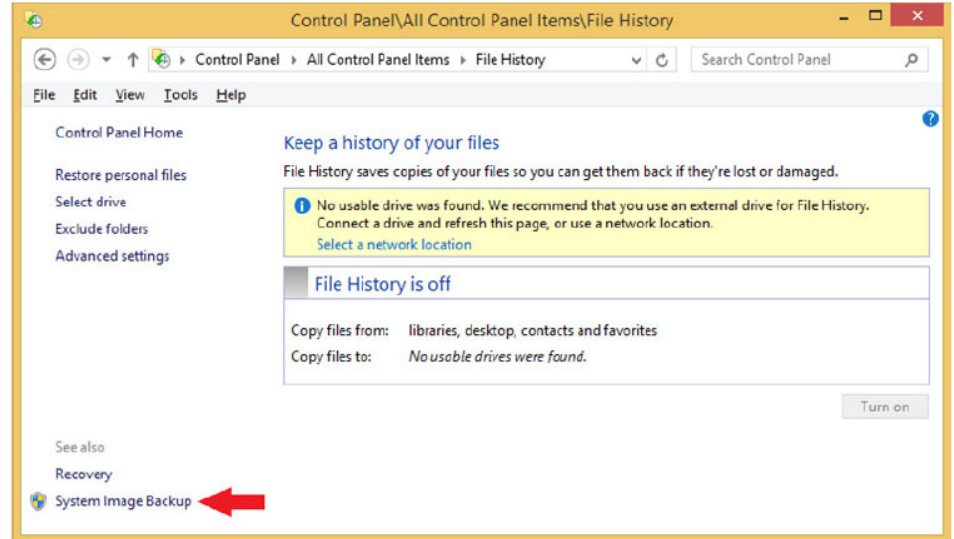 Control Panel\All Control Panel Items\File History
Control Panel All Control Panel Items File History Search Control Panel
File Edit View Tools Help
Control Panel Home
Restore personal files
Select drive
Exclude folders
Advanced settings
Keep a history of your files
File History saves copies of your files so you can get them back if they're lost or damaged.
No usable drive was found. We recommend that you use an external drive for File History.
Connect a drive and refresh this page, or use a network location.
Select a network location
File History is off
Copy files from: libraries, desktop, contacts and favorites
Copy files to: No usable drives were found.
Turn on
See also
Recovery
System Image Backup